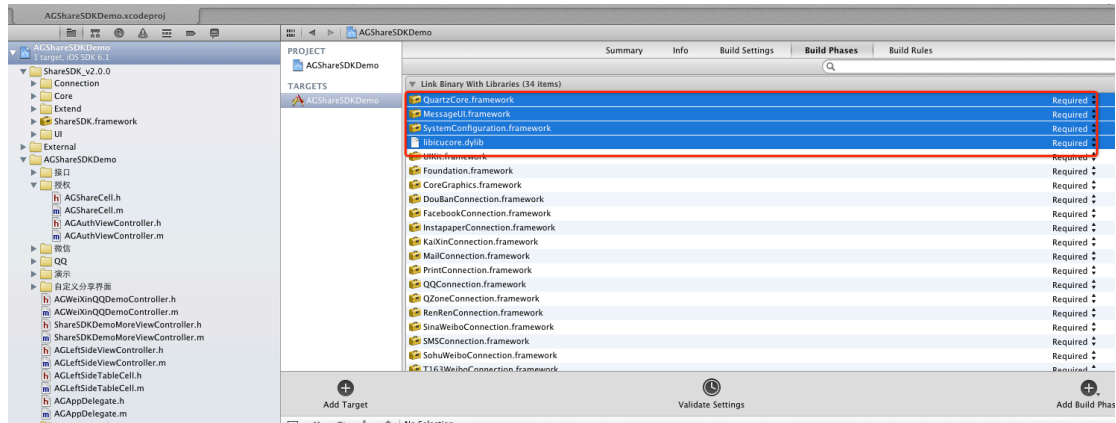 AGShareSDKDemo.xcodeproj
AGShareSDKDemo
AGShareSDKDemo
1 target, iOS SDK 6.1
ShareSDK_v2.0.0
Connection
Core
Extend
ShareSDK.framework
UI
External
AGShareSDKDemo
接口
授权
AGShareCell.h
AGShareCell.m
AGAuthViewController.h
AGAuthViewController.m
微信
QQ
演示
自定义分享界面
AGWeiXinQQDemoController.h
AGWeiXinQQDemoController.m
ShareSDKDemoMoreViewController.h
ShareSDKDemoMoreViewController.m
AGLeftSideViewController.h
AGLeftSideViewController.m
AGLeftSideTableCell.h
AGLeftSideTableCell.m
AGAppDelegate.h
AGAppDelegate.m
PROJECT
AGShareSDKDemo
TARGETS
AGShareSDKDemo
Summary Info Build Settings Build Phases Build Rules
Link Binary With Libraries (34 items)
QuartzCore.framework Required
MessageUI.framework Required
SystemConfiguration.framework Required
libicucore.dylib Required
UIKit.framework Required
Foundation.framework Required
CoreGraphics.framework Required
DouBanConnection.framework Required
FacebookConnection.framework Required
InstapaperConnection.framework Required
KaiXinConnection.framework Required
MailConnection.framework Required
PrintConnection.framework Required
QQConnection.framework Required
QZoneConnection.framework Required
RenRenConnection.framework Required
SinaWeiboConnection.framework Required
SMSConnection.framework Required
SohuWeiboConnection.framework Required
T163WeiboConnection.framework Required
Add Target Validate Settings Add Build Phas
No Selection